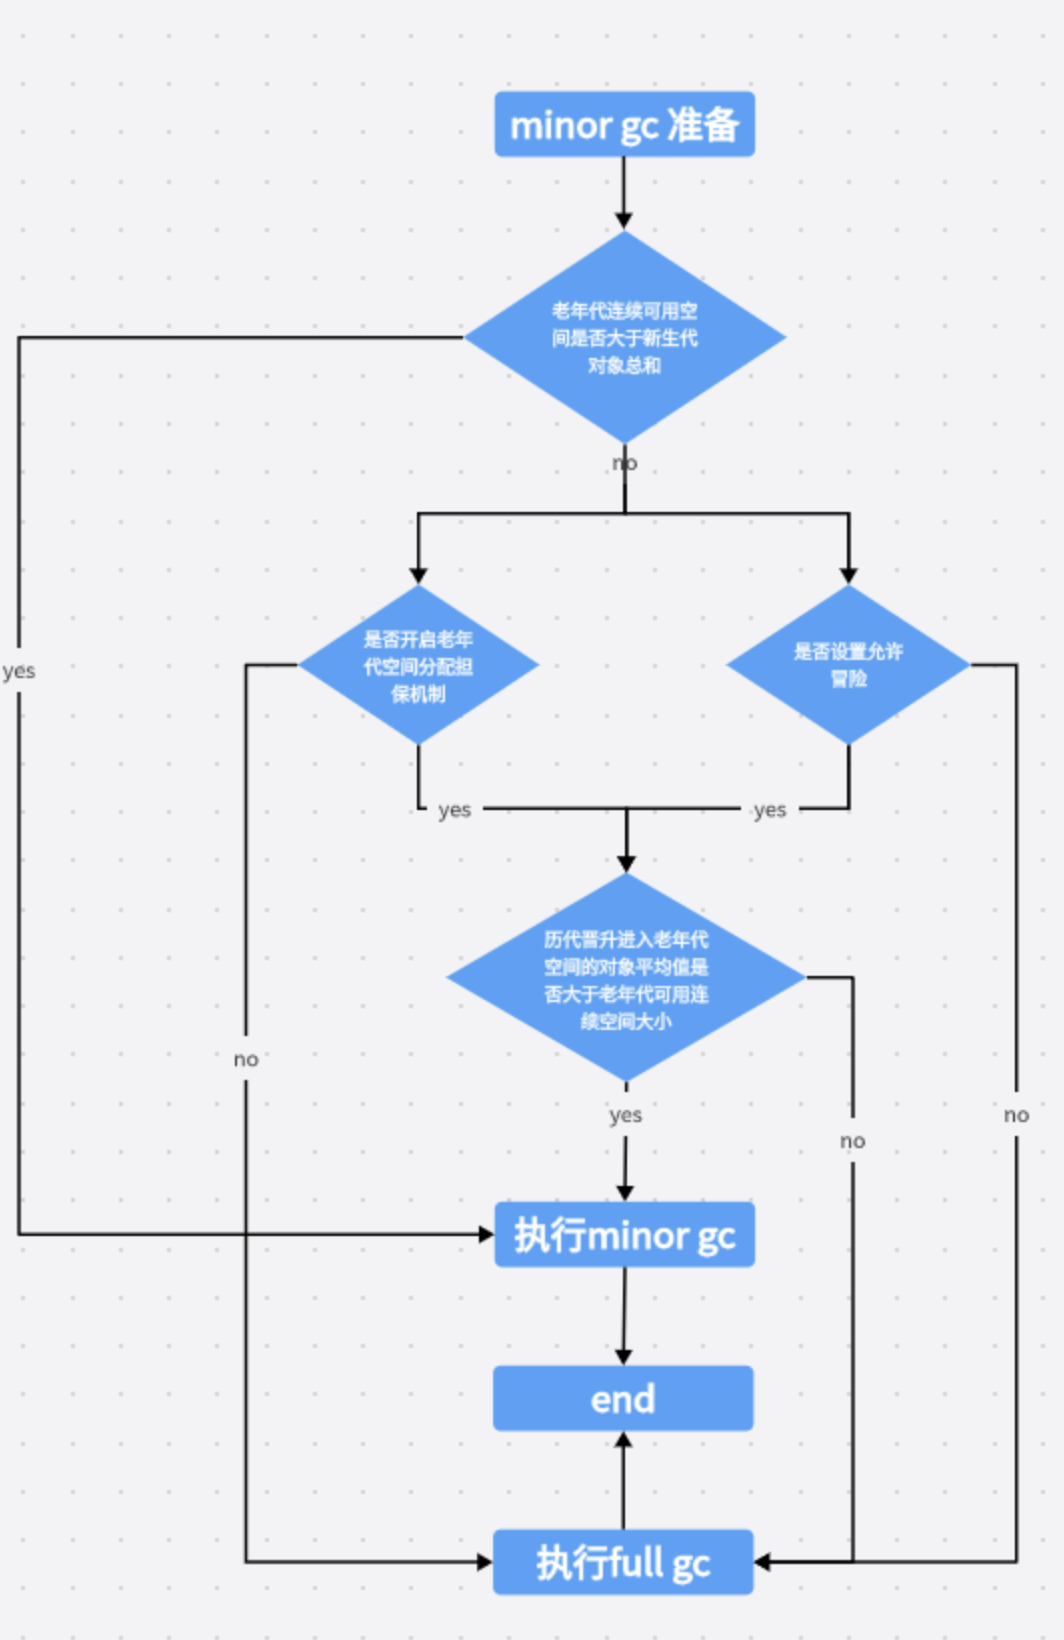 minor gc 准备
老年代连续可用空
间是否大于新生代
对象总和
no
是否开启老年
代空间分配担
保机制
是否设置允许
冒险
yes
yes
yes
历代晋升进入老年代
空间的对象平均值是
否大于老年代可用连
续空间大小
no
yes
no
no
执行minor gc
end
执行full gc